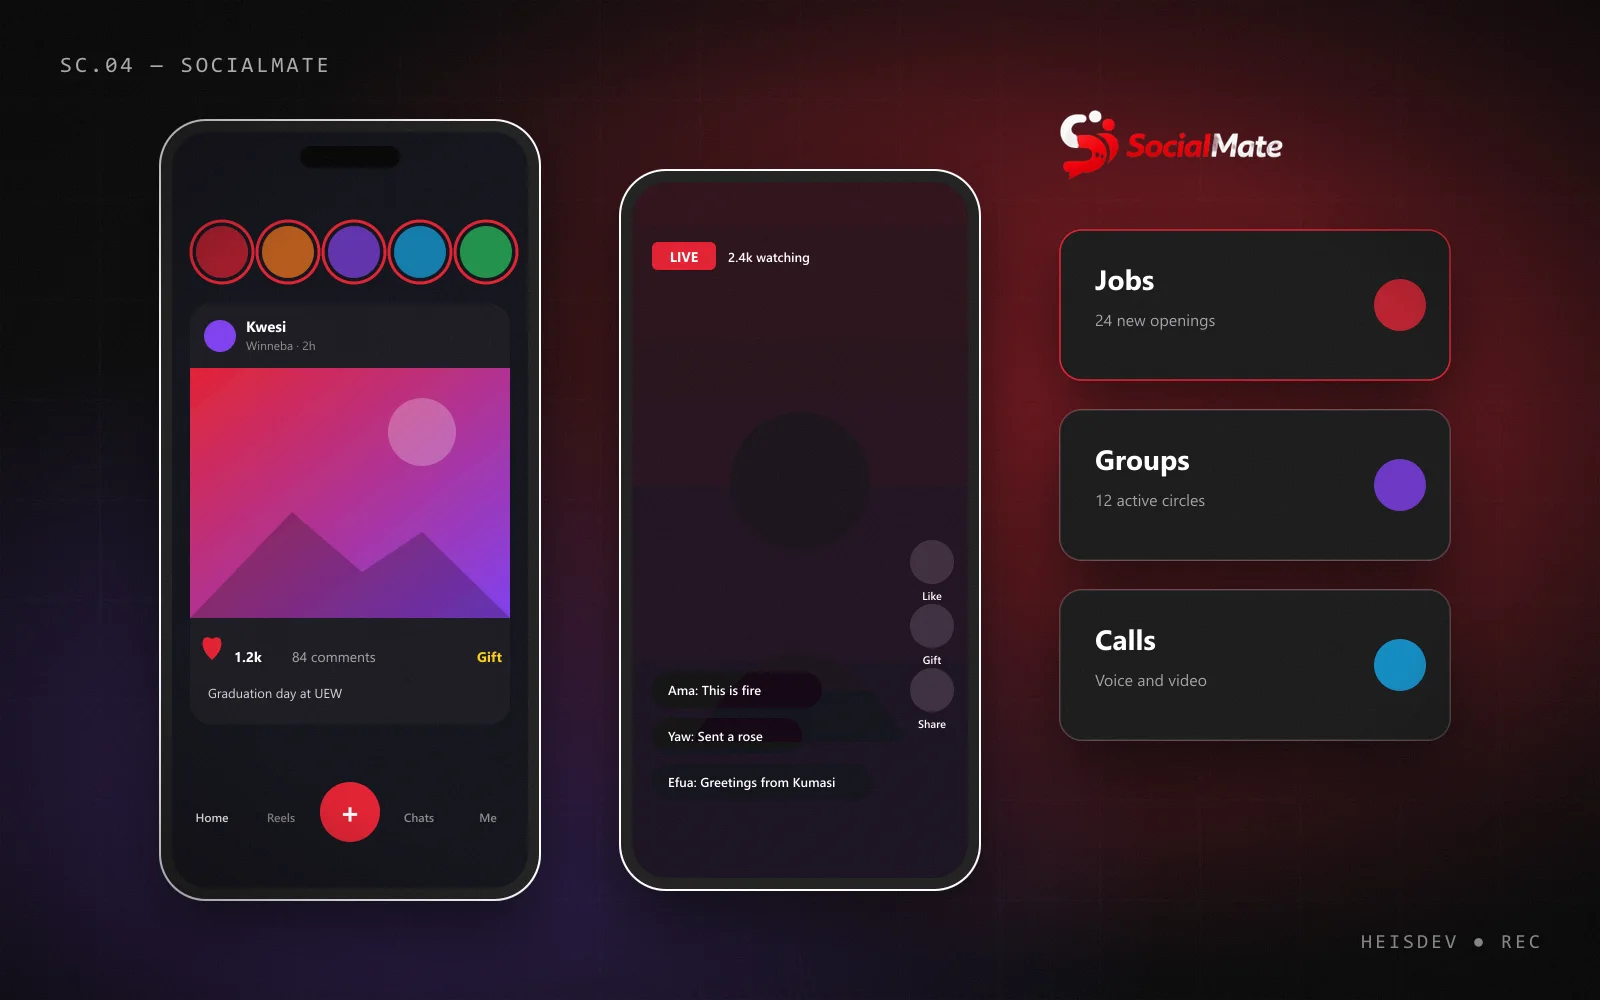 SC.04 — SOCIALMATE
Kwesi
Winneba · 2h
1.2k 84 comments Gift
Graduation day at UEW
Home Reels + Chats Me
LIVE 2.4k watching
Like
Gift
Share
Ama: This is fire
Yaw: Sent a rose
Efua: Greetings from Kumasi
SocialMate
Jobs
24 new openings
Groups
12 active circles
Calls
Voice and video
HEISDEV ● REC